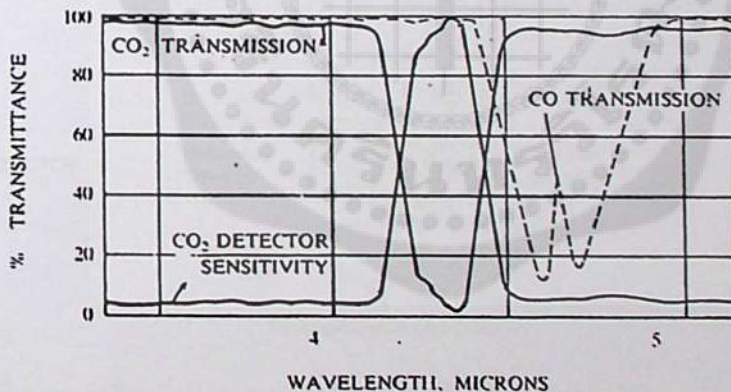 100
80
60
40
20
0
% TRANSMITTANCE
CO₂ TRANSMISSION
CO TRANSMISSION
CO₂ DETECTOR
SENSITIVITY
4
5
WAVELENGTH, MICRONS